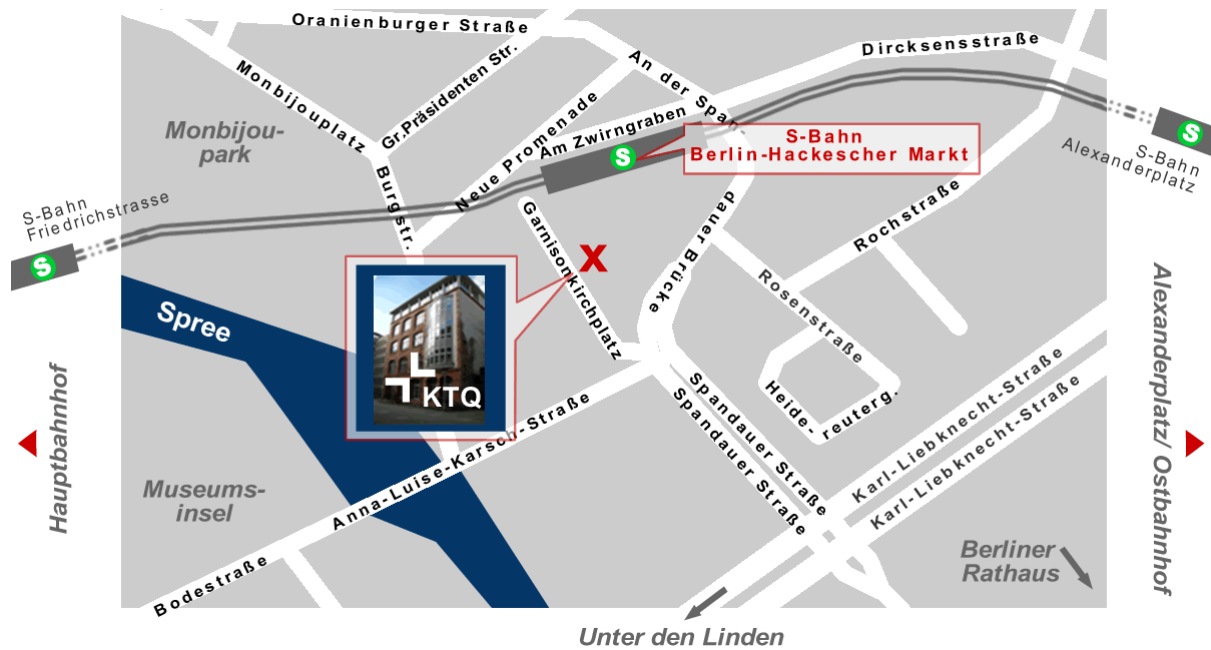 Oranienburger Straße
Gr.Präsidenten Str.
An der Span-
Dircksensstraße
Monbijouplatz
Neue Promenade
Am Zwirngraben
Monbijou-
park
S
S-Bahn
Berlin-Hackescher Markt
S
S-Bahn
Alexanderplatz
S-Bahn
Friedrichstrasse
S
Burgstr.
Garnisonkirchplatz
X
dauer Brücke
Rochstraße
Rosenstraße
Heide-
reuterg.
Spree
KTQ
Hauptbahnhof
Alexanderplatz/ Ostbahnhof
Karl-Liebknecht-Straße
Karl-Liebknecht-Straße
Spandauer Straße
Spandauer Straße
Anna-Luise-Karsch-Straße
Museums-
insel
Bodestraße
Berliner
Rathaus
Unter den Linden